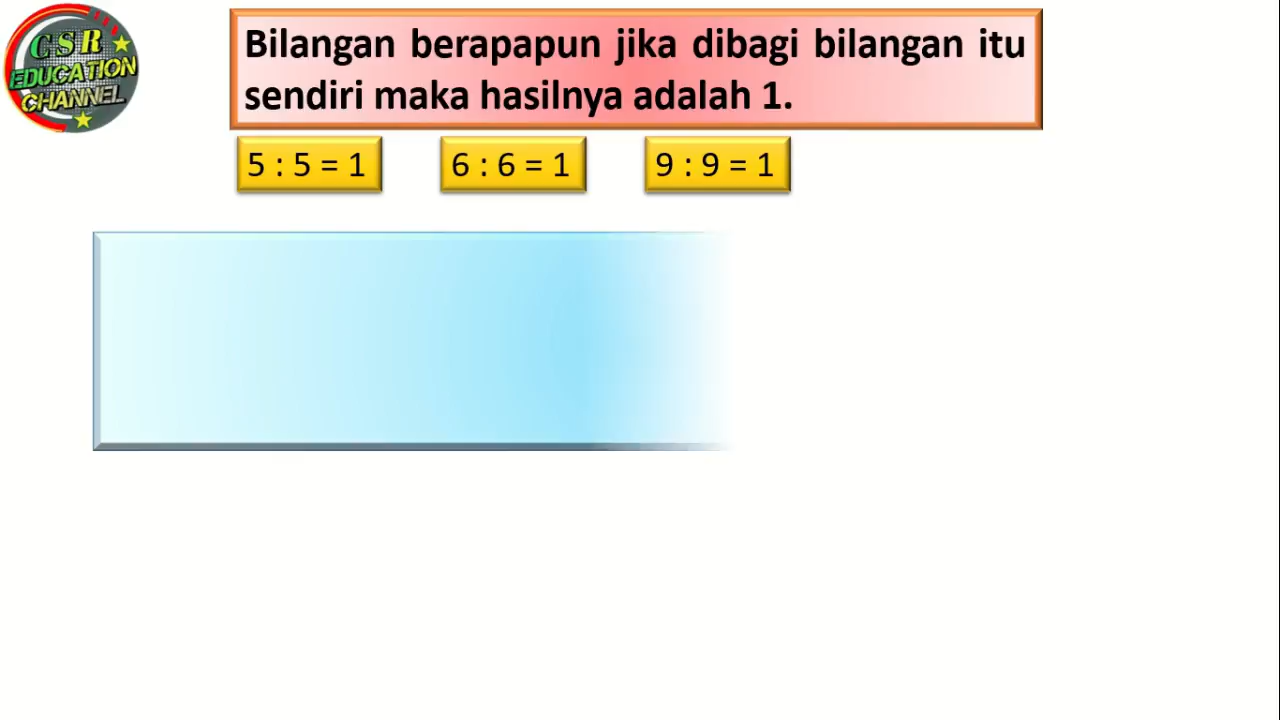 CSR
EDUCATION
CHANNEL
Bilangan berapapun jika dibagi bilangan itu
sendiri maka hasilnya adalah 1.
5 : 5 = 1
6 : 6 = 1
9 : 9 = 1